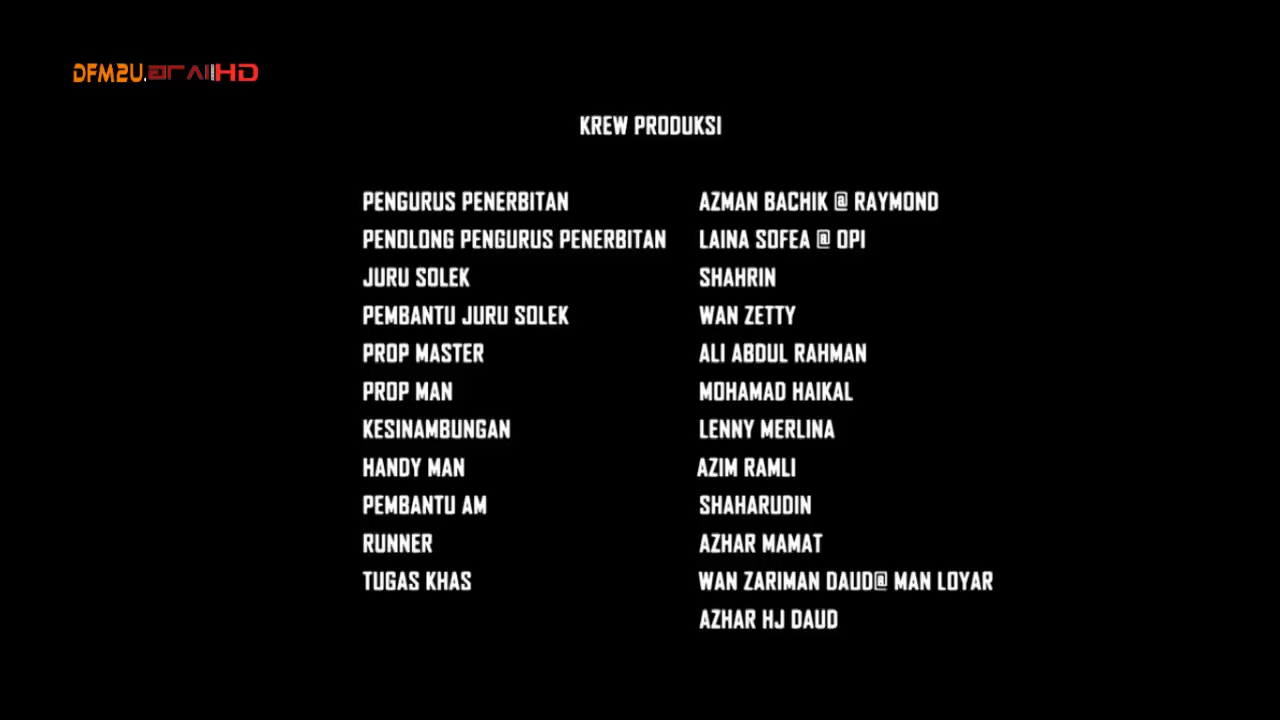 DFM2U.
HD
KREW PRODUKSI
PENGURUS PENERBITAN AZMAN BACHIK @ RAYMOND
PENOLONG PENGURUS PENERBITAN LAINA SOFEA @ OPI
JURU SOLEK SHAHRIN
PEMBANTU JURU SOLEK WAN ZETTY
PROP MASTER ALI ABDUL RAHMAN
PROP MAN MOHAMAD HAIKAL
KESINAMBUNGAN LENNY MERLINA
HANDY MAN AZIM RAMLI
PEMBANTU AM SHAHARUDIN
RUNNER AZHAR MAMAT
TUGAS KHAS WAN ZARIMAN DAUD@ MAN LOYAR
AZHAR HJ DAUD